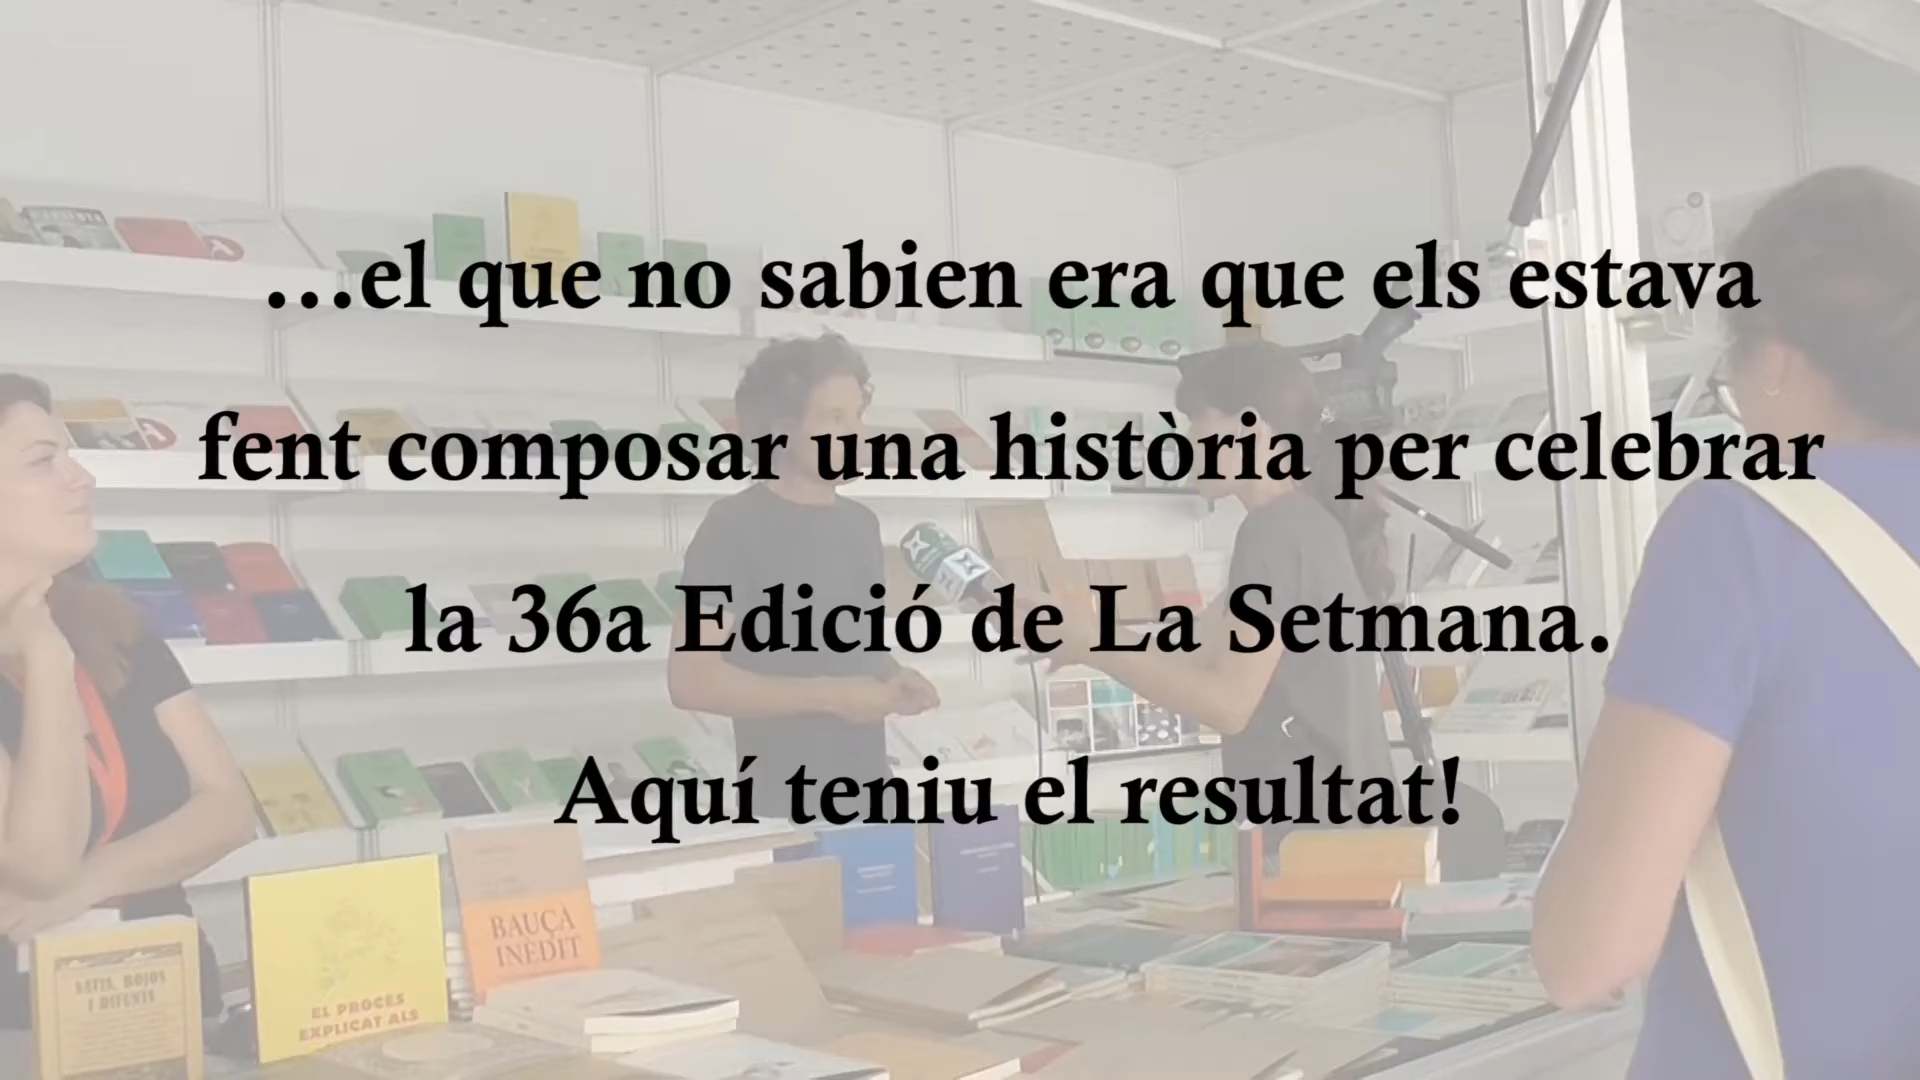 ...el que no sabien era que els estava
fent composar una història per celebrar
la 36a Edició de La Setmana.
Aquí teniu el resultat!
BAUÇA
INÈDIT
SAVIS, BOJOS
I DIFUNTS
EL PROCÉS
EXPLICAT ALS